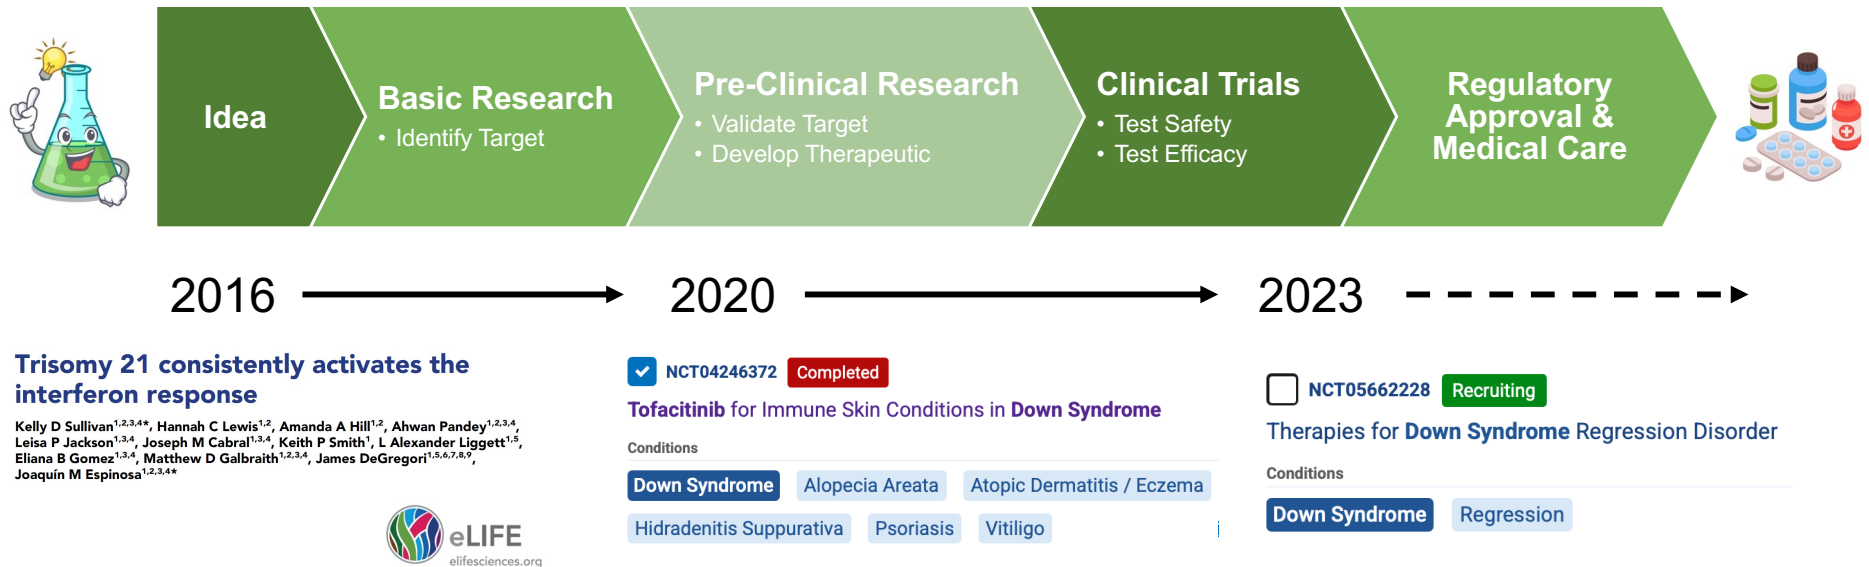 Idea
Basic Research
• Identify Target
Pre-Clinical Research
• Validate Target
• Develop Therapeutic
Clinical Trials
• Test Safety
• Test Efficacy
Regulatory
Approval &
Medical Care
2016
2020
2023
Trisomy 21 consistently activates the
interferon response
Kelly D Sullivan1,2,3,4*, Hannah C Lewis1,2, Amanda A Hill1,2, Ahwan Pandey1,2,3,4,
Leisa P Jackson1,3,4, Joseph M Cabral1,3,4, Keith P Smith1, L Alexander Liggett1,5,
Eliana B Gomez1,3,4, Matthew D Galbraith1,2,3,4, James DeGregori1,5,6,7,8,9,
Joaquín M Espinosa1,2,3,4*
eLIFE
elifesciences.org
NCT04246372 Completed
Tofacitinib for Immune Skin Conditions in Down Syndrome
Conditions
Down Syndrome Alopecia Areata Atopic Dermatitis / Eczema
Hidradenitis Suppurativa Psoriasis Vitiligo
NCT05662228 Recruiting
Therapies for Down Syndrome Regression Disorder
Conditions
Down Syndrome Regression